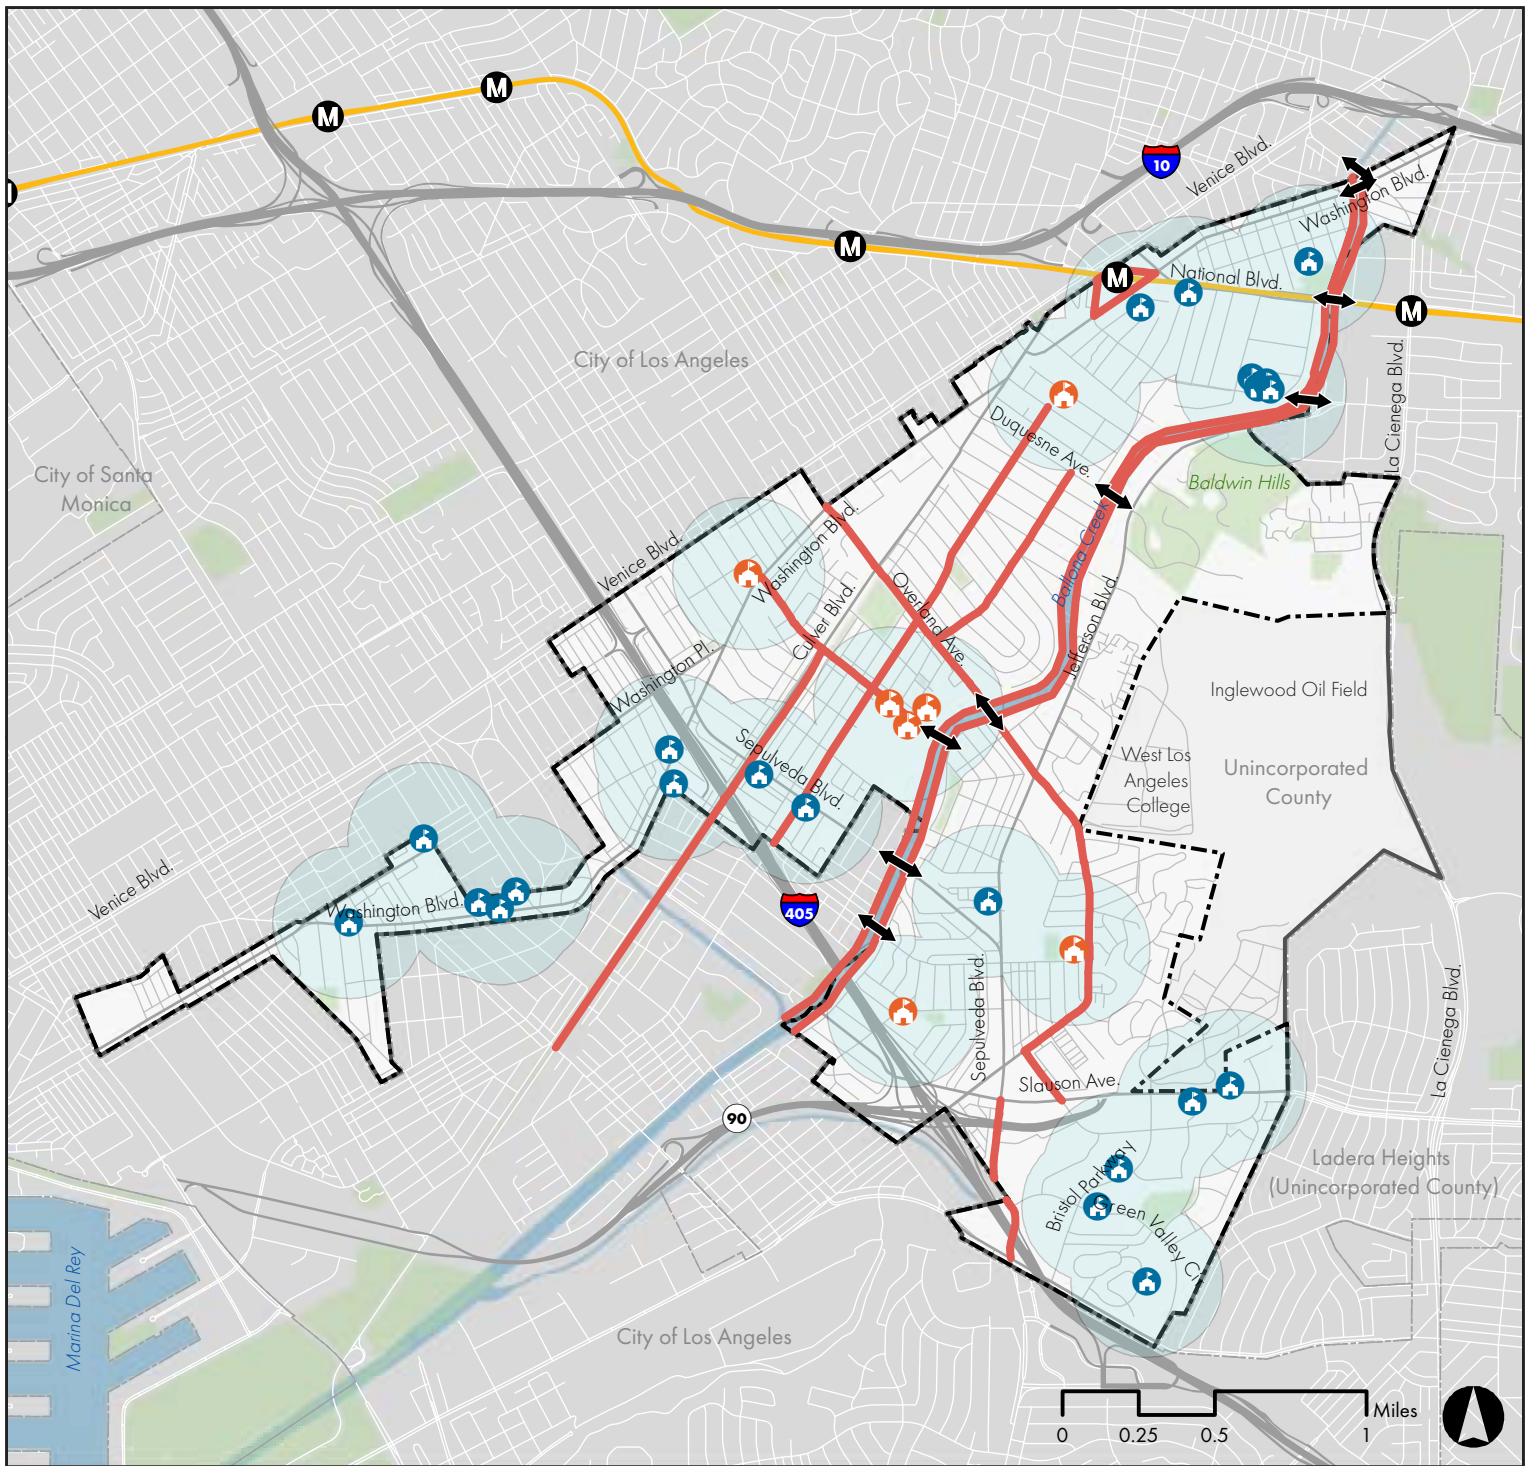 M
M
10
Venice Blvd.
Washington Blvd.
M
M
National Blvd.
M
City of Los Angeles
La Cienega Blvd.
Duquesne Ave.
City of Santa
Monica
Baldwin Hills
Ballona Creek
Venice Blvd.
Washington Blvd.
Culver Blvd.
Overland Ave.
Jefferson Blvd.
Washington Pl.
Inglewood Oil Field
Sepulveda Blvd.
West Los
Angeles
College
Unincorporated
County
Venice Blvd.
Washington Blvd.
405
Sepulveda Blvd.
La Cienega Blvd.
Slauson Ave.
90
Bristol Parkway
Green Valley Ci
Ladera Heights
(Unincorporated County)
Marina Del Rey
City of Los Angeles
Miles
0
0.25
0.5
1